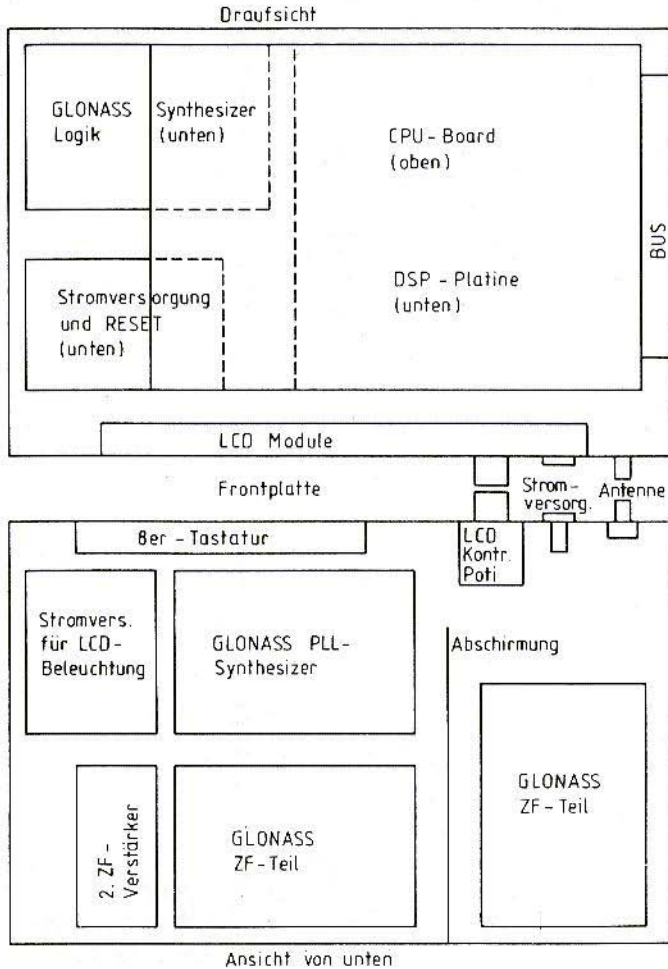 Draufsicht
GLONASS
Logik
Synthesizer
(unten)
CPU-Board
(oben)
BUS
Stromversorgung
und RESET
(unten)
DSP-Platine
(unten)
LCD Module
Frontplatte
Strom-
versorg.
Antenne
8er-Tastatur
LCD
Kontr.
Poti
Stromvers.
für LCD-
Beleuchtung
GLONASS PLL-
Synthesizer
Abschirmung
2. ZF-
Verstärker
GLONASS
ZF-Teil
GLONASS
ZF-Teil
Ansicht von unten